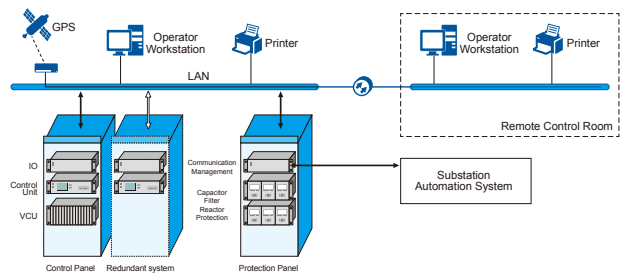 GPS
Operator
Workstation
Printer
Operator
Workstation
Printer
LAN
Remote Control Room
IO
Control
Unit
VCU
Communication
Management
Capacitor
Filter
Reactor
Protection
Substation
Automation System
Control Panel
Redundant system
Protection Panel